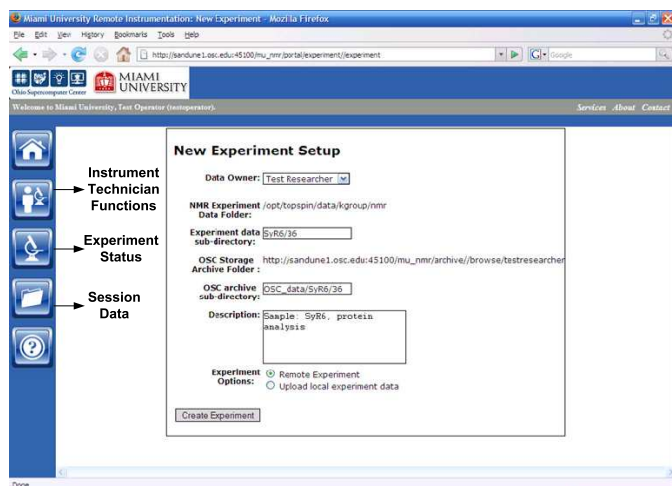 Miami University Remote Instrumentation: New Experiment - Mozilla Firefox
File Edit View History Bookmarks Tools Help
http://sandune1.osc.edu:45100/mu_nmr/portal/experiment//experiment
G Google
Ohio Supercomputer Center
MIAMI
UNIVERSITY
Welcome to Miami University, Test Operator (testoperator). Services About Contact
New Experiment Setup
Data Owner: Test Researcher
Instrument
Technician
Functions
NMR Experiment Data Folder: /opt/topspin/data/kgroup/nmr
Experiment data sub-directory: SyR6/36
Experiment
Status
OSC Storage Archive Folder : http://sandune1.osc.edu:45100/mu_nmr/archive//browse/testresearcher
OSC archive sub-directory: OSC_data/SyR6/36
Session
Data
Description: Sample: SyR6, protein
analysis
Experiment Options: Remote Experiment
Upload local experiment data
Create Experiment
Done